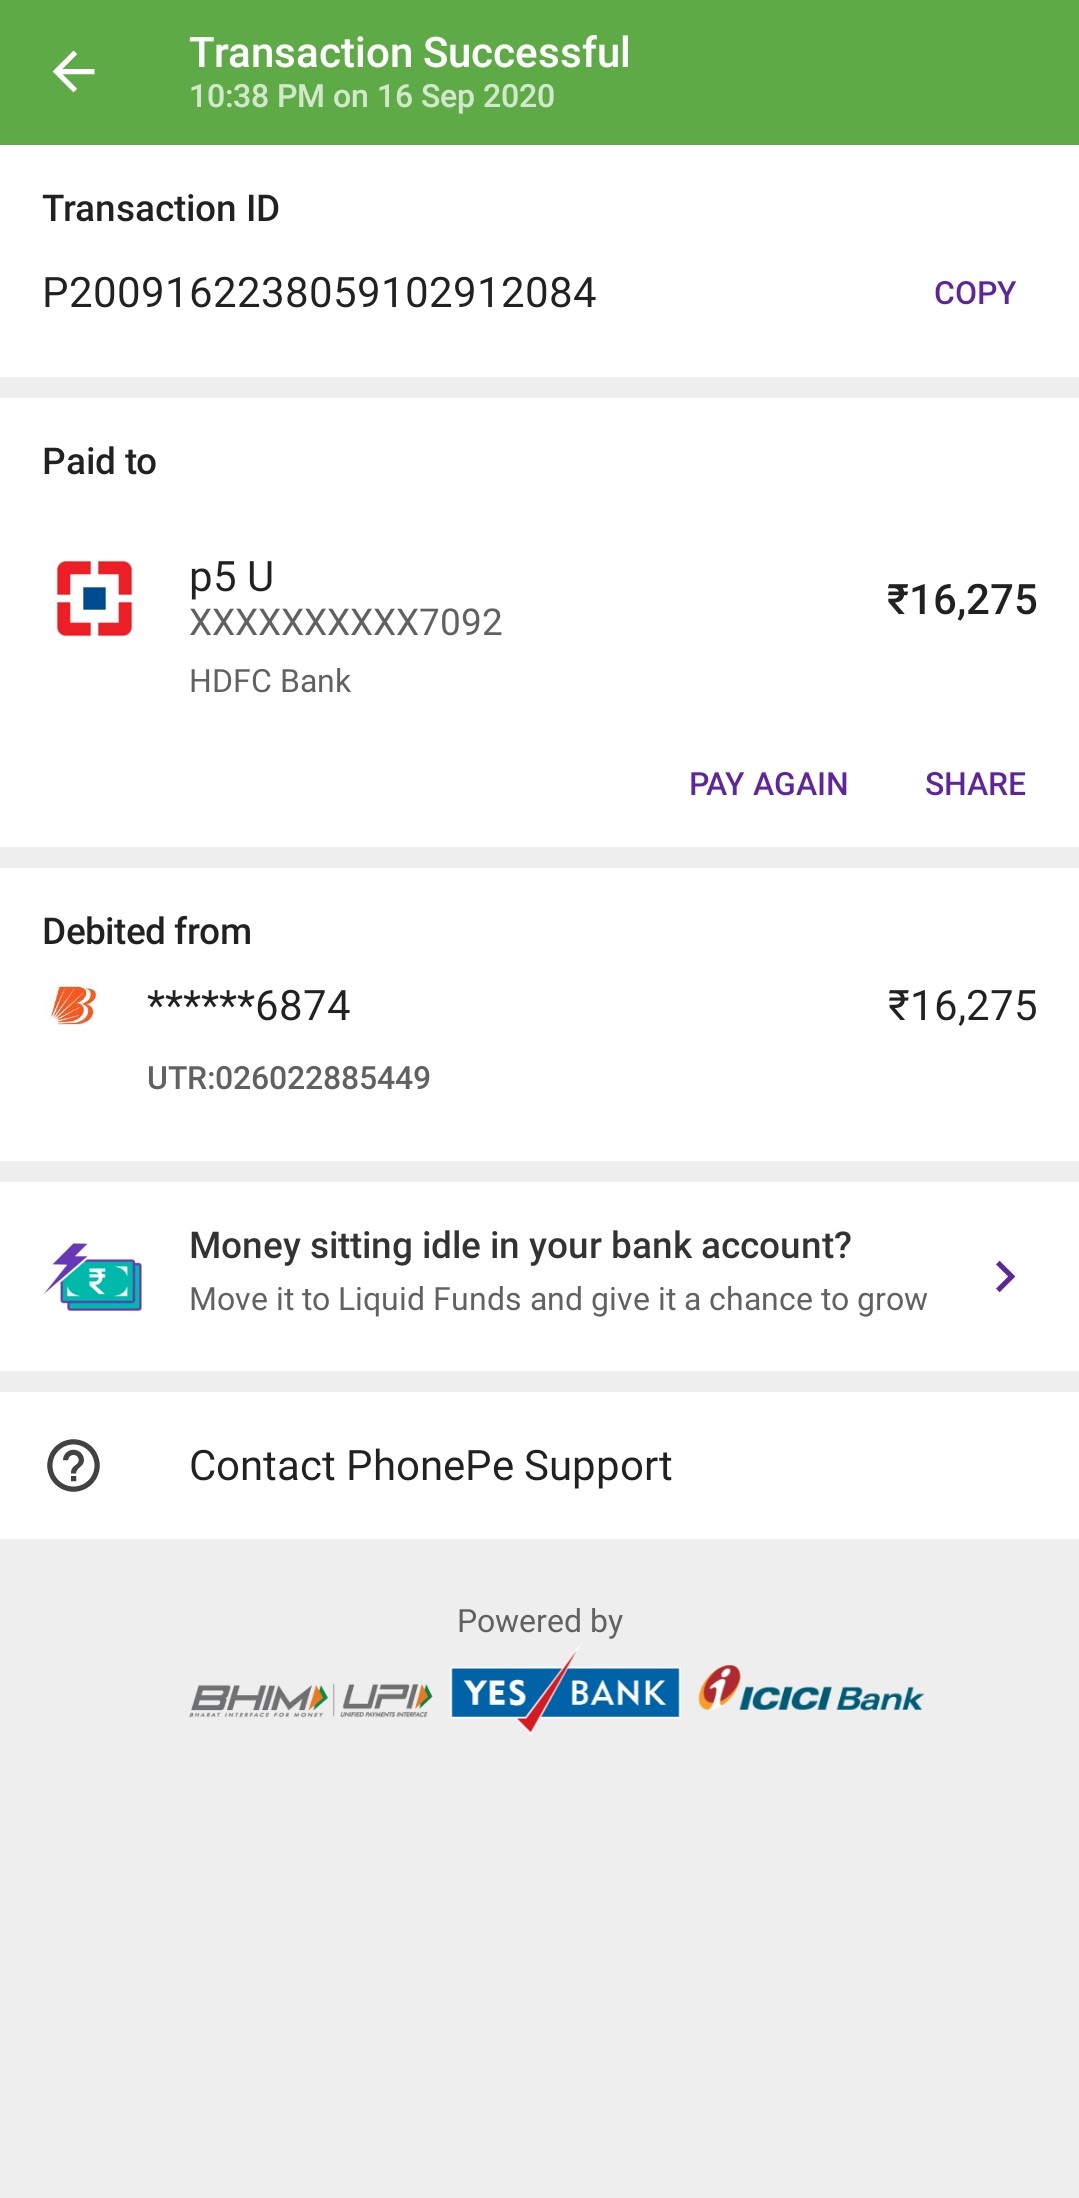 Transaction Successful
10:38 PM on 16 Sep 2020
Transaction ID
P2009162238059102912084
COPY
Paid to
p5 U
₹16,275
XXXXXXXXXX7092
HDFC Bank
PAY AGAIN SHARE
Debited from
******6874 ₹16,275
UTR:026022885449
Money sitting idle in your bank account?
Move it to Liquid Funds and give it a chance to grow
Contact PhonePe Support
Powered by
BHIM UPI YES BANK ICICI Bank
BHARAT INTERFACE FOR MONEY UNIFIED PAYMENTS INTERFACE